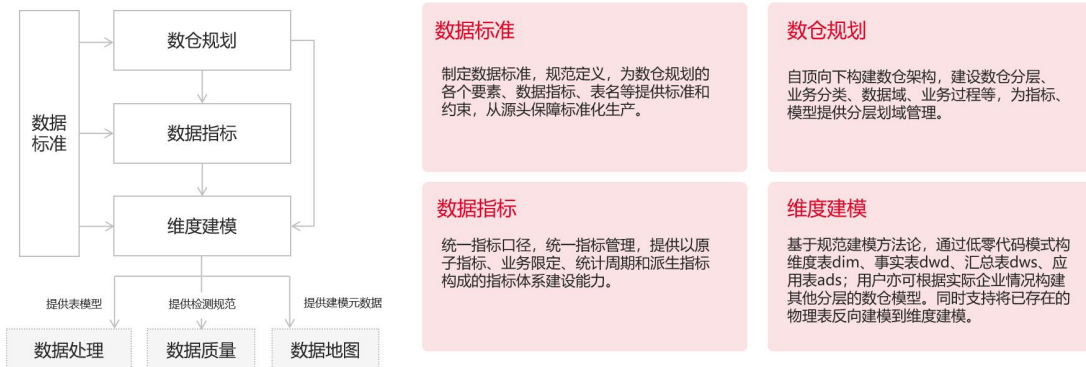 数仓规划
数据
标准
数据指标
维度建模
提供表模型
提供检测规范
提供建模元数据
数据处理
数据质量
数据地图
数据标准
制定数据标准，规范定义，为数仓规划的
各个要素、数据指标、表名等提供标准和
约束，从源头保障标准化生产。
数仓规划
自顶向下构建数仓架构，建设数仓分层、
业务分类、数据域、业务过程等，为指标、
模型提供分层划域管理。
数据指标
统一指标口径，统一指标管理，提供以原
子指标、业务限定、统计周期和派生指标
构成的指标体系建设能力。
维度建模
基于规范建模方法论，通过低零代码模式构
维度表dim、事实表dwd、汇总表dws、应
用表ads；用户亦可根据实际企业情况构建
其他分层的数仓模型。同时支持将已存在的
物理表反向建模到维度建模。